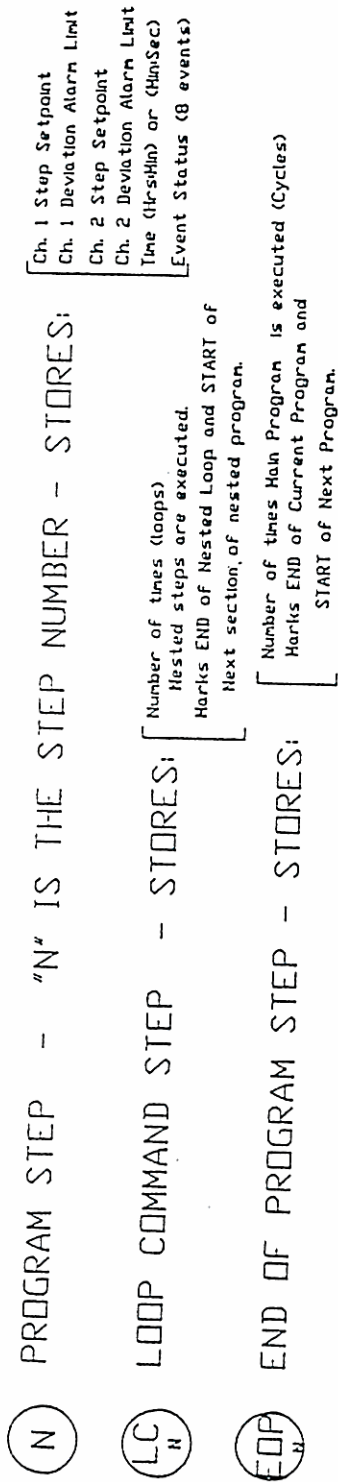 N PROGRAM STEP - "N" IS THE STEP NUMBER - STORES:
Ch. 1 Step Setpoint
Ch. 1 Deviation Alarm Limit
Ch. 2 Step Setpoint
Ch. 2 Deviation Alarm Limit
Time (Hrs:Min) or (Min:Sec)
Event Status (8 events)
LC N LOOP COMMAND STEP - STORES:
Number of times (loops)
Nested steps are executed.
Marks END of Nested Loop and START of
Next section, of nested program.
EOP N END OF PROGRAM STEP - STORES:
Number of times Main Program is executed (Cycles)
Marks END of Current Program and
START of Next Program.